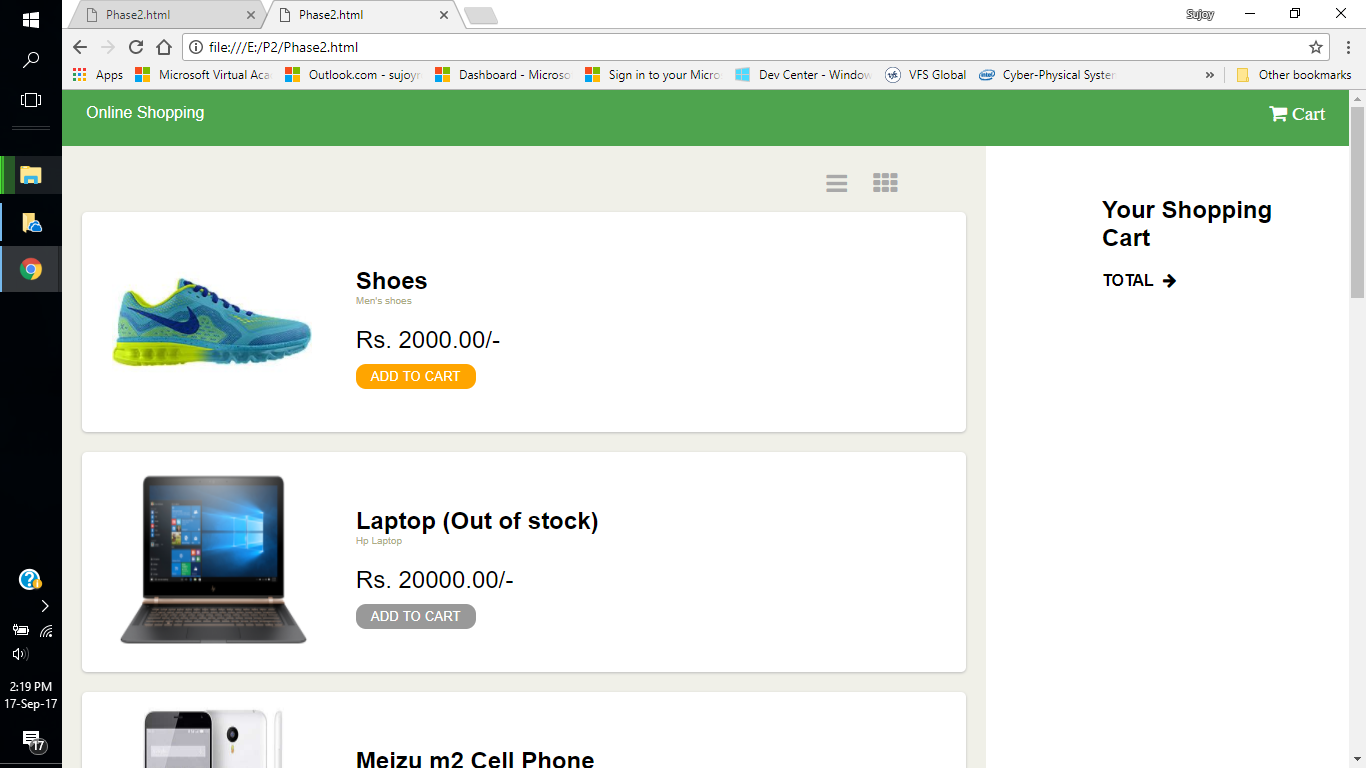 Phase2.html
Phase2.html
Sujoy
file:///E:/P2/Phase2.html
Apps
Microsoft Virtual Aca
Outlook.com - sujoyr
Dashboard - Microso
Sign in to your Micro
Dev Center - Window
VFS Global
Cyber-Physical System
»
Other bookmarks
Online Shopping
Cart
Your Shopping
Cart
TOTAL
Shoes
Men's shoes
Rs. 2000.00/-
ADD TO CART
Laptop (Out of stock)
Hp Laptop
Rs. 20000.00/-
ADD TO CART
Meizu m2 Cell Phone
2:19 PM
17-Sep-17
17